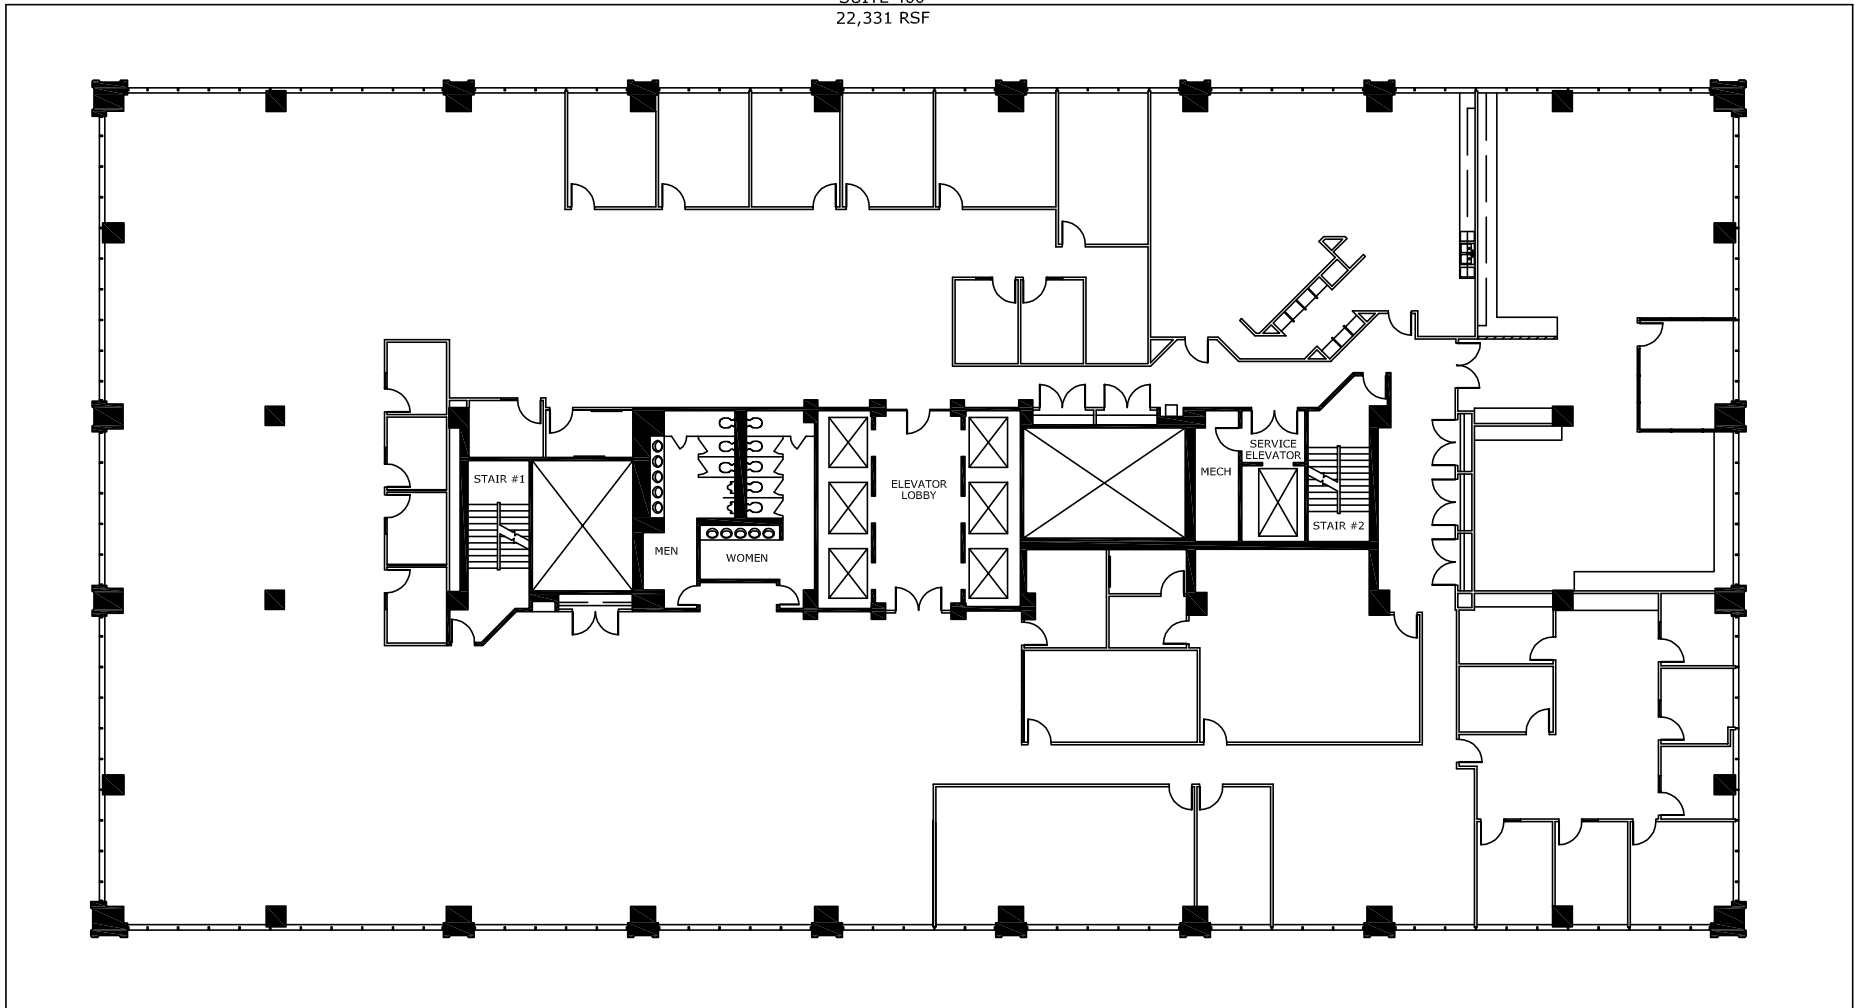 22,331 RSF
SERVICE
ELEVATOR
STAIR #1
ELEVATOR
LOBBY
MECH
STAIR #2
MEN
WOMEN